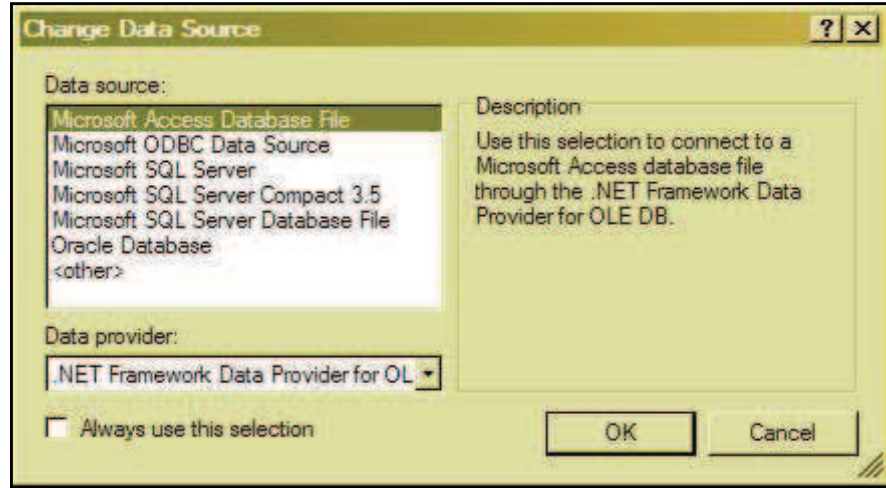 Change Data Source
?
Data source:
Microsoft Access Database File
Microsoft ODBC Data Source
Microsoft SQL Server
Microsoft SQL Server Compact 3.5
Microsoft SQL Server Database File
Oracle Database
<other>
Description
Use this selection to connect to a
Microsoft Access database file
through the .NET Framework Data
Provider for OLE DB.
Data provider:
.NET Framework Data Provider for OL
Always use this selection
OK
Cancel